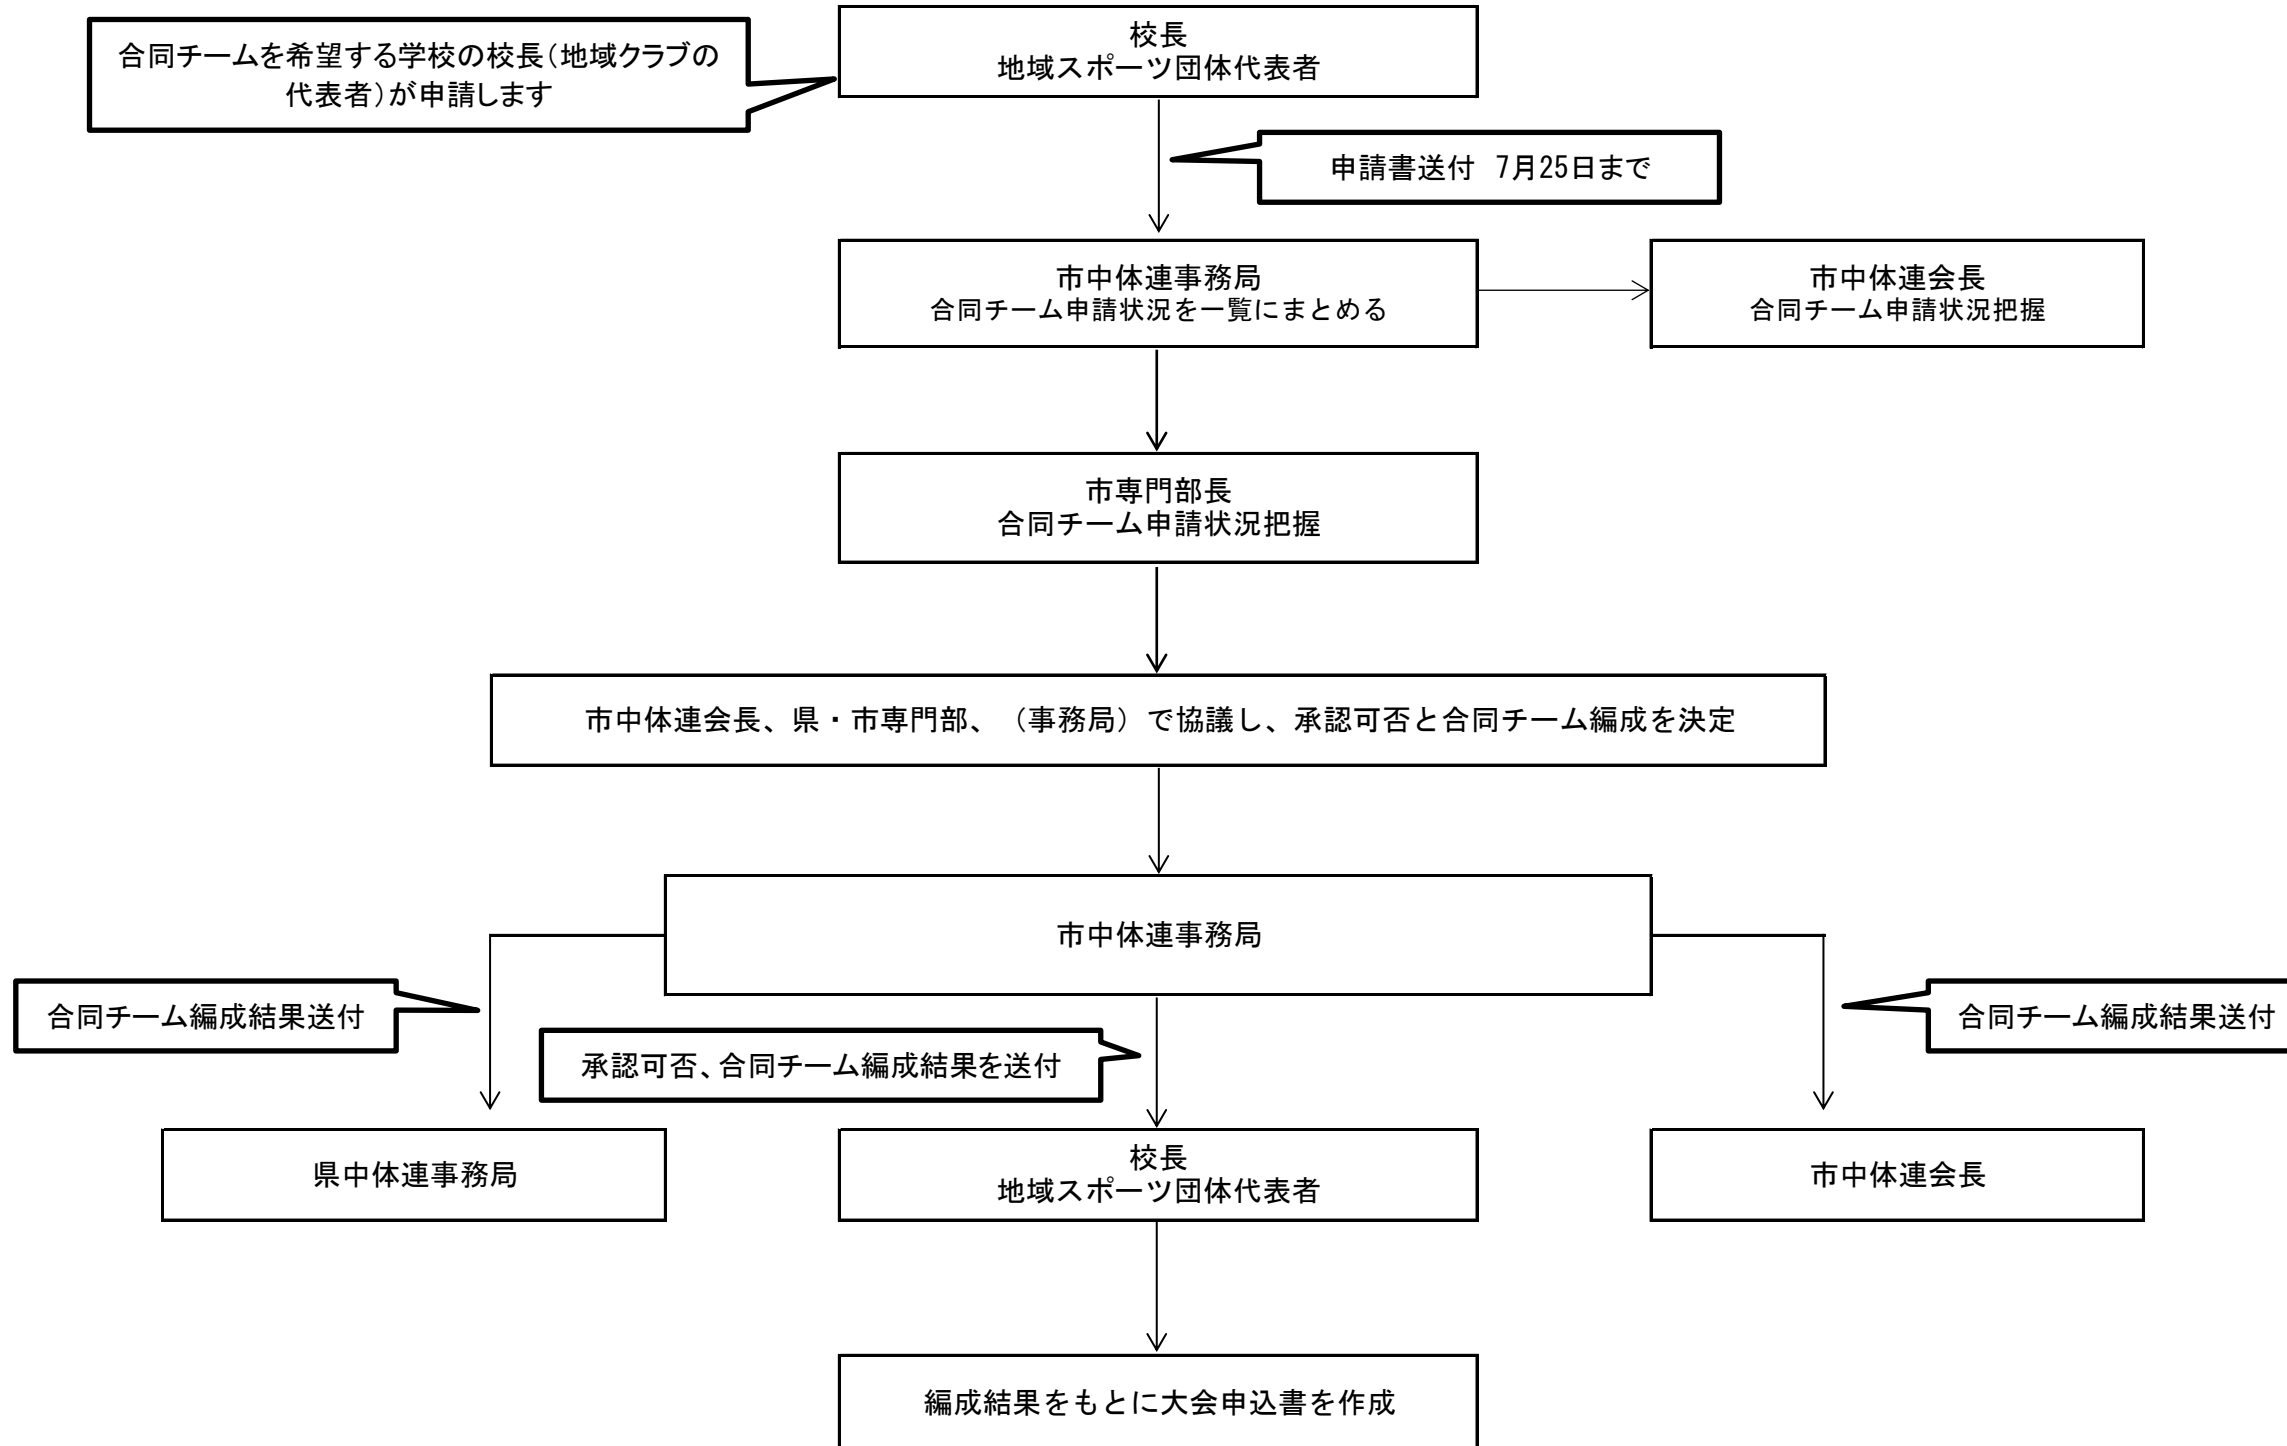 校長
地域スポーツ団体代表者
合同チームを希望する学校の校長(地域クラブの
代表者)が申請します
申請書送付　7月25日まで
市中体連事務局
合同チーム申請状況を一覧にまとめる
市中体連会長
合同チーム申請状況把握
市専門部長
合同チーム申請状況把握
市中体連会長、県・市専門部、（事務局）で協議し、承認可否と合同チーム編成を決定
市中体連事務局
合同チーム編成結果送付
承認可否、合同チーム編成結果を送付
合同チーム編成結果送付
県中体連事務局
校長
地域スポーツ団体代表者
市中体連会長
編成結果をもとに大会申込書を作成